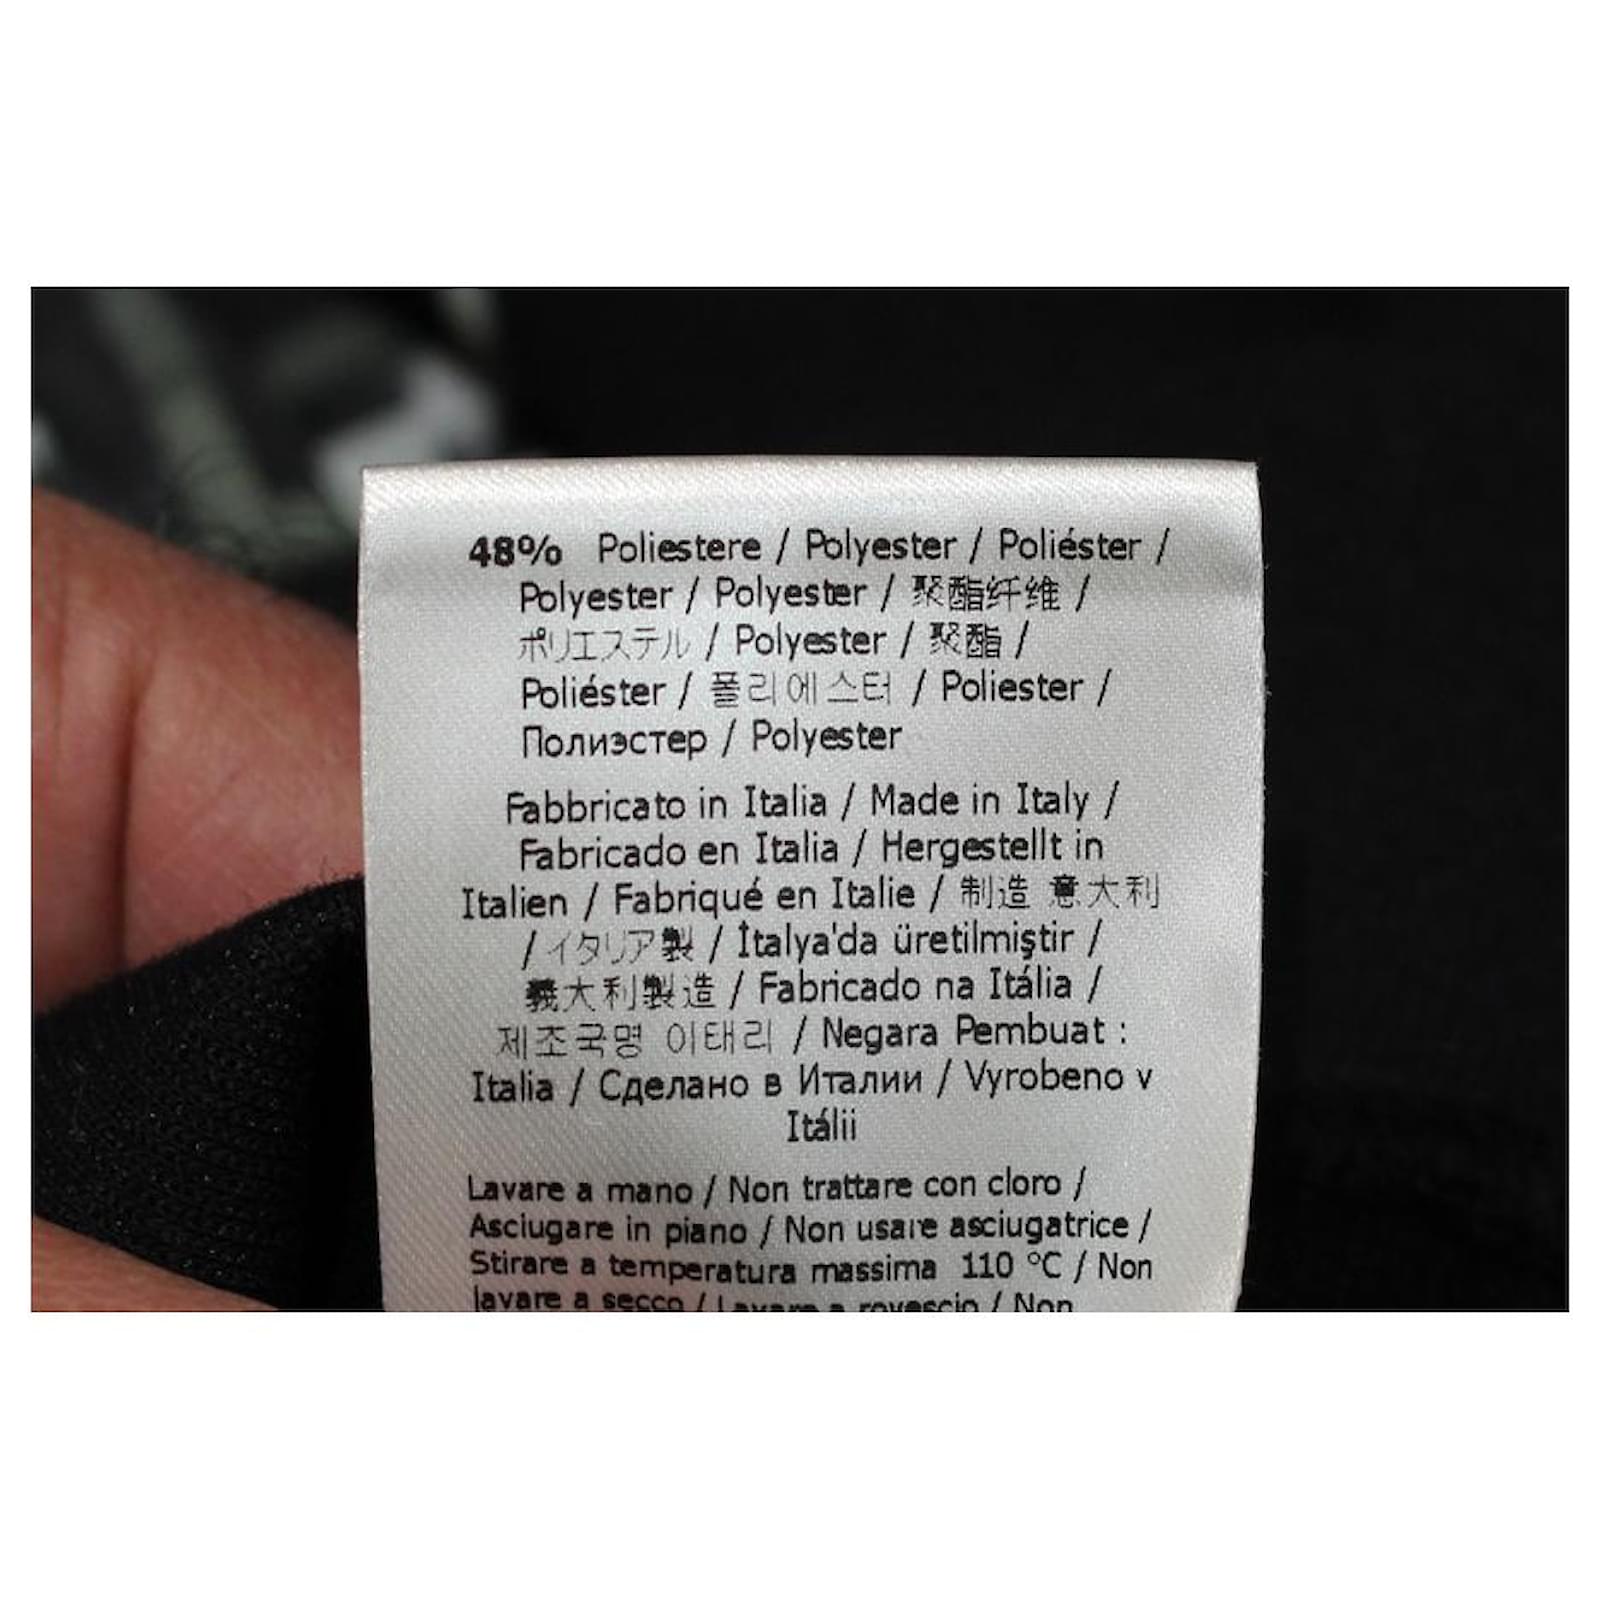 48% Poliestere / Polyester / Poliéster /
Polyester / Polyester / 聚酯纤维 /
ポリエステル / Polyester / 聚酯 /
Poliéster / 폴리에스터 / Poliester /
Полиэстер / Polyester
Fabbricato in Italia / Made in Italy /
Fabricado en Italia / Hergestellt in
Italien / Fabriqué en Italie / 制造 意大利
/ イタリア製 / İtalya'da üretilmiştir /
義大利製造 / Fabricado na Itália /
제조국명 이태리 / Negara Pembuat :
Italia / Сделано в Италии / Vyrobeno v
Itálii
Lavare a mano / Non trattare con cloro /
Asciugare in piano / Non usare asciugatrice /
Stirare a temperatura massima 110 °C / Non
lavare a secco / Lavare a rovescio / Non